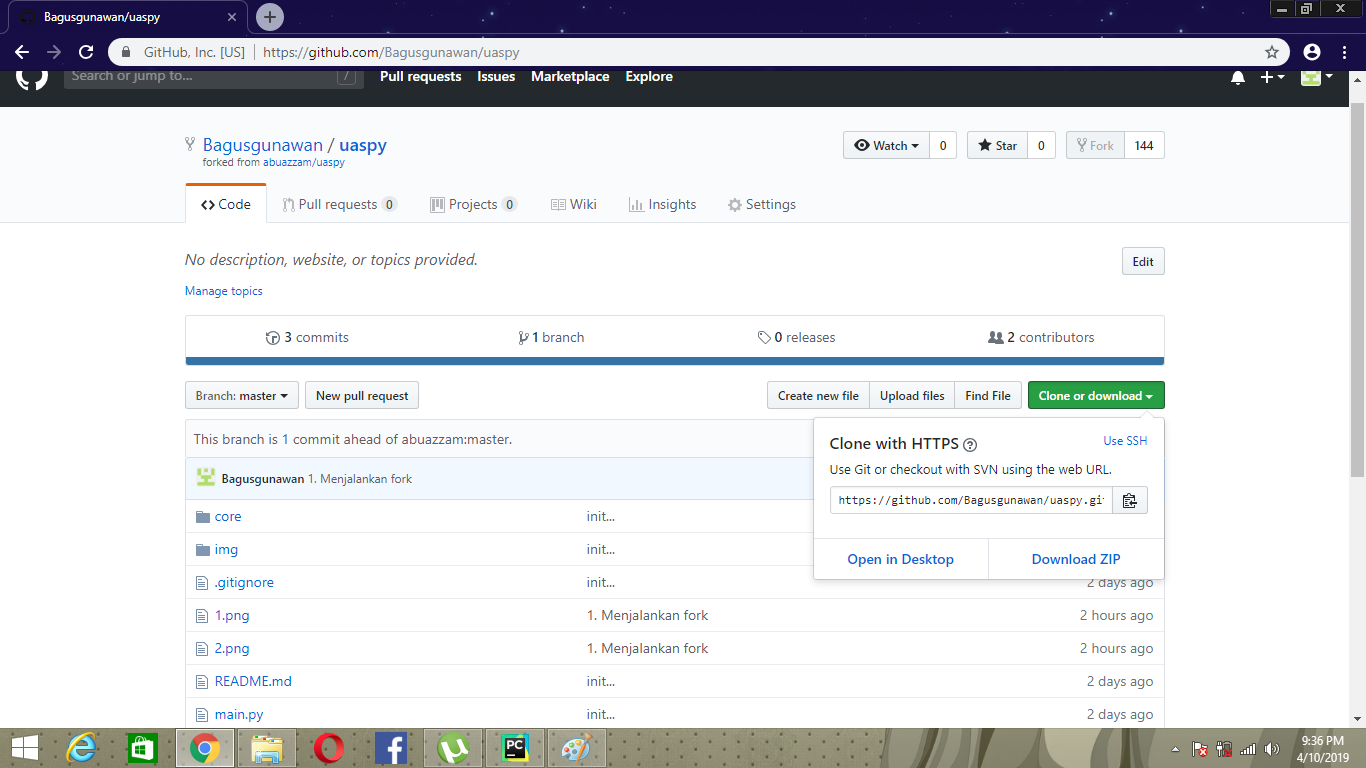 Bagusgunawan/uaspy
GitHub, Inc. [US] https://github.com/Bagusgunawan/uaspy
Search or jump to... / Pull requests Issues Marketplace Explore
Bagusgunawan / uaspy
Watch 0 Star 0 Fork 144
forked from abuazzam/uaspy
Code Pull requests 0 Projects 0 Wiki Insights Settings
No description, website, or topics provided.
Edit
Manage topics
3 commits 1 branch 0 releases 2 contributors
Branch: master New pull request Create new file Upload files Find File Clone or download
This branch is 1 commit ahead of abuazzam:master.
Clone with HTTPS ? Use SSH
Use Git or checkout with SVN using the web URL.
Bagusgunawan 1. Menjalankan fork
https://github.com/Bagusgunawan/uaspy.gi
core init...
img init...
Open in Desktop Download ZIP
.gitignore init... 2 days ago
1.png 1. Menjalankan fork 2 hours ago
2.png 1. Menjalankan fork 2 hours ago
README.md init... 2 days ago
main.py init... 2 days ago
PC
9:36 PM
4/10/2019